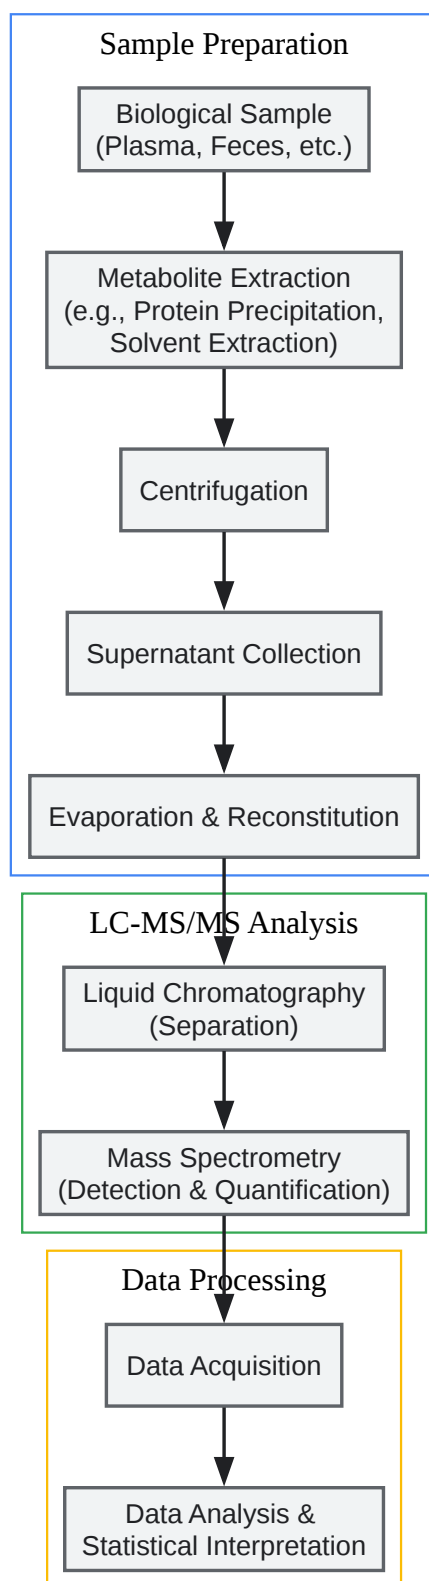 Sample Preparation
Biological Sample
(Plasma, Feces, etc.)
Metabolite Extraction
(e.g., Protein Precipitation,
Solvent Extraction)
Centrifugation
Supernatant Collection
Evaporation & Reconstitution
LC-MS/MS Analysis
Liquid Chromatography
(Separation)
Mass Spectrometry
(Detection & Quantification)
Data Processing
Data Acquisition
Data Analysis &
Statistical Interpretation